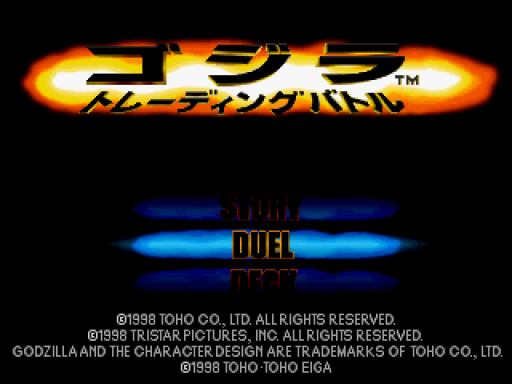 ゴジラ TM
トレーディングバトル
STORY
DUEL
DECK
©1998 TOHO CO., LTD. ALL RIGHTS RESERVED.
©1998 TRISTAR PICTURES, INC. ALL RIGHTS RESERVED.
GODZILLA AND THE CHARACTER DESIGN ARE TRADEMARKS OF TOHO CO., LTD.
©1998 TOHO·TOHO EIGA